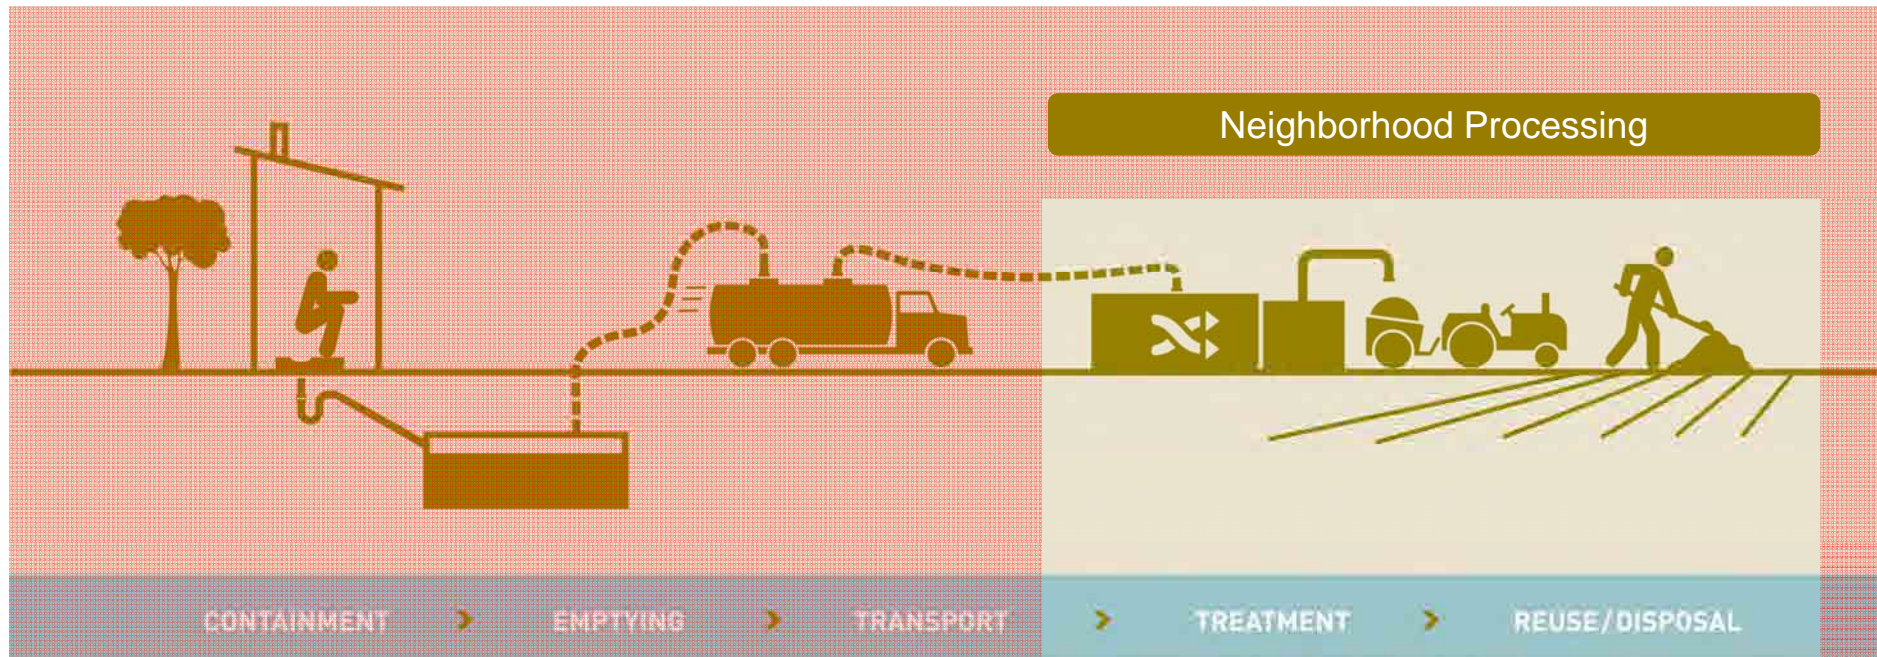 Neighborhood Processing
CONTAINMENT > EMPTYING > TRANSPORT > TREATMENT > REUSE/DISPOSAL